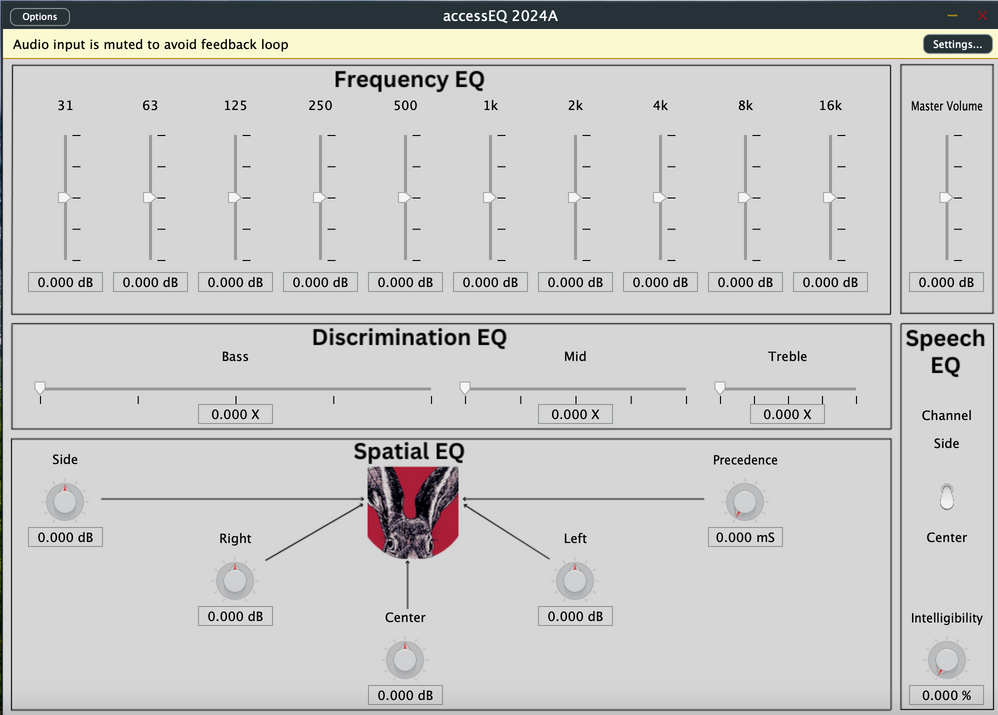 Options
accessEQ 2024A
Audio input is muted to avoid feedback loop
Settings...
Frequency EQ
31 63 125 250 500 1k 2k 4k 8k 16k
0.000 dB 0.000 dB 0.000 dB 0.000 dB 0.000 dB 0.000 dB 0.000 dB 0.000 dB 0.000 dB 0.000 dB
Master Volume
0.000 dB
Discrimination EQ
Bass Mid Treble
0.000 X 0.000 X 0.000 X
Spatial EQ
Side
0.000 dB
Precedence
0.000 mS
Right
0.000 dB
Left
0.000 dB
Center
0.000 dB
Speech
EQ
Channel
Side
Center
Intelligibility
0.000 %